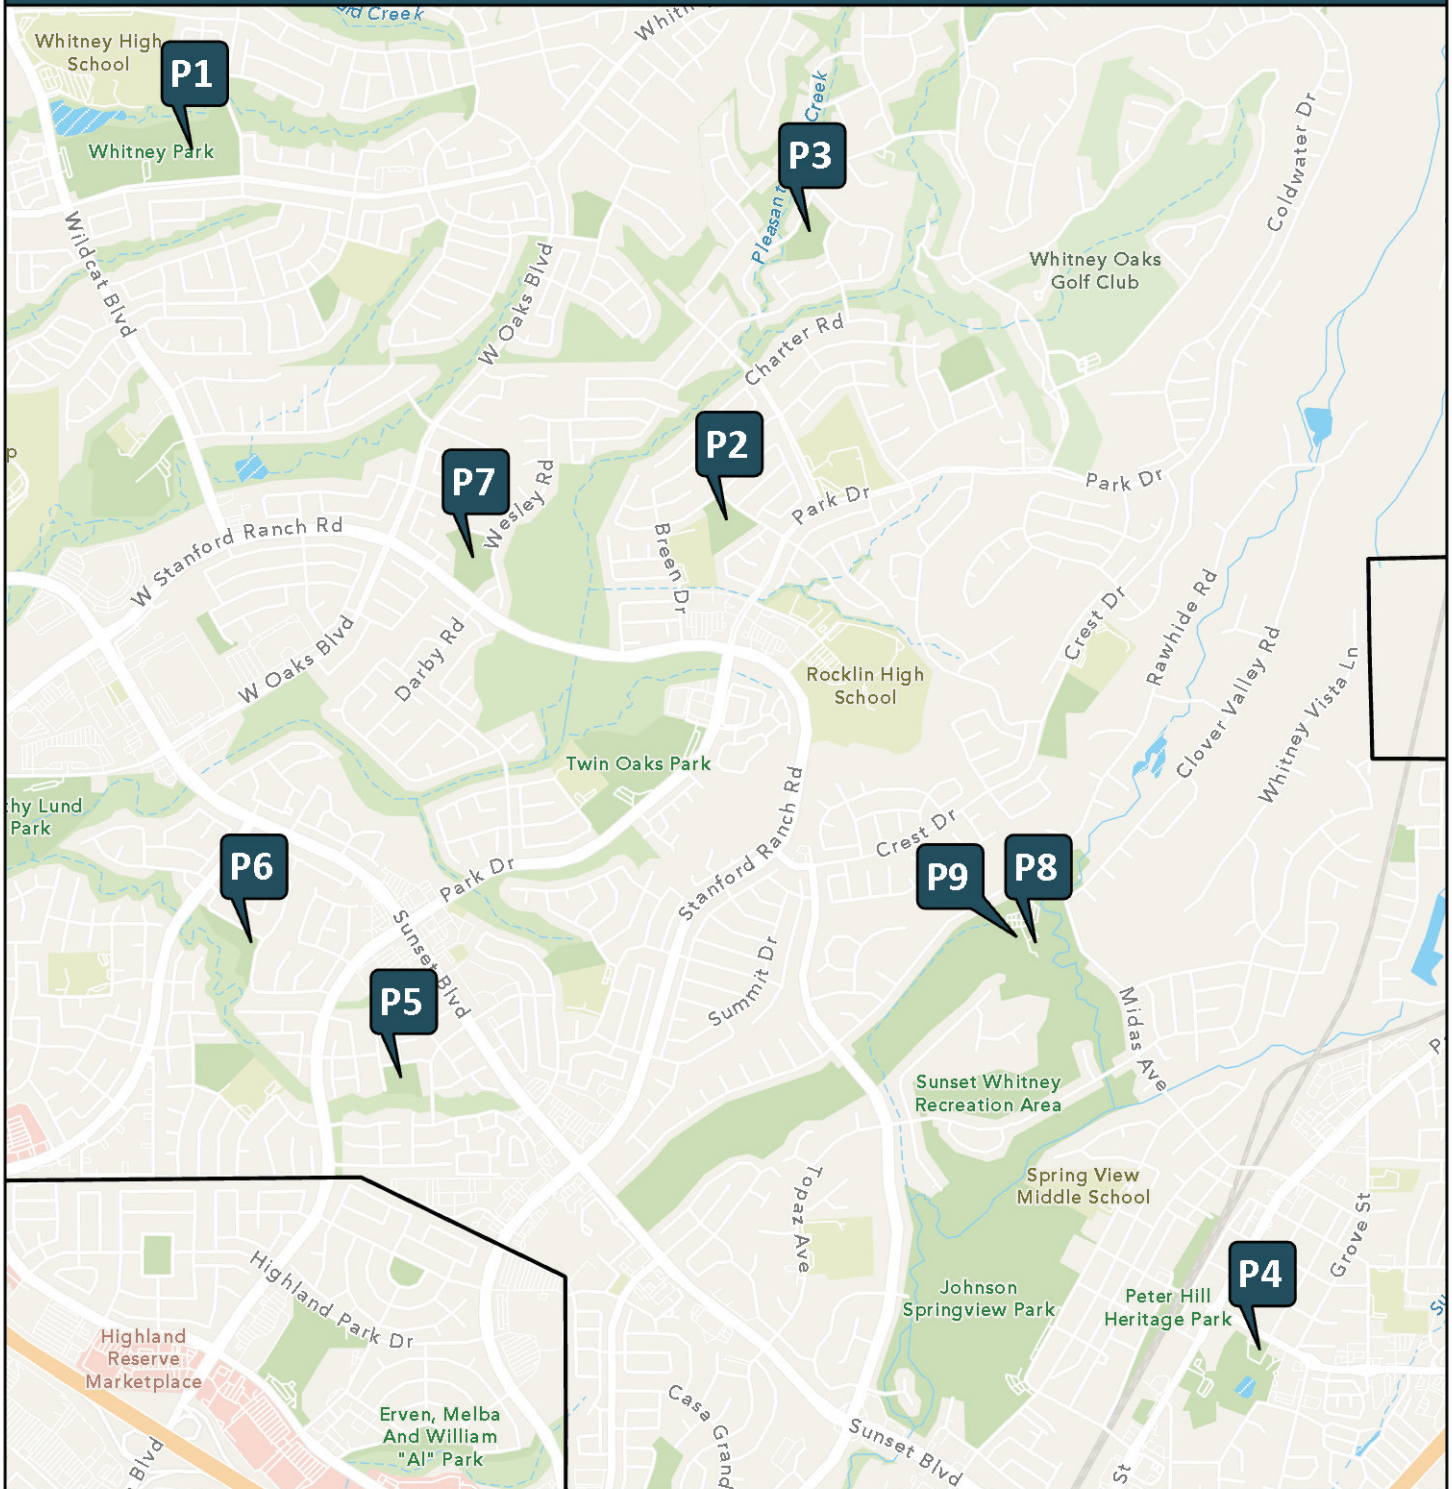 Whitney High
School
P1
Whitney Park
Creek
P3
Pleasant
Creek
Coldwater Dr
Whitney Oaks
Golf Club
Wildcat Blvd
W Oaks Blvd
Charter Rd
P2
P7
Wesley Rd
Park Dr
Park Dr
W Stanford Ranch Rd
Breen Dr
Crest Dr
Rawhide Rd
W Oaks Blvd
Darby Rd
Clover Valley Rd
Whitney Vista Ln
Rocklin High
School
Twin Oaks Park
hy Lund
Park
Crest Dr
P6
Park Dr
Stanford Ranch Rd
P9
P8
Sunset Blvd
P5
Summit Dr
Midas Ave
Sunset Whitney
Recreation Area
Spring View
Middle School
Topaz Ave
Grove St
Highland Park Dr
P4
Johnson
Springview Park
Peter Hill
Heritage Park
Highland
Reserve
Marketplace
Erven, Melba
And William
"Al" Park
Casa Grand
Sunset Blvd
Blvd
St